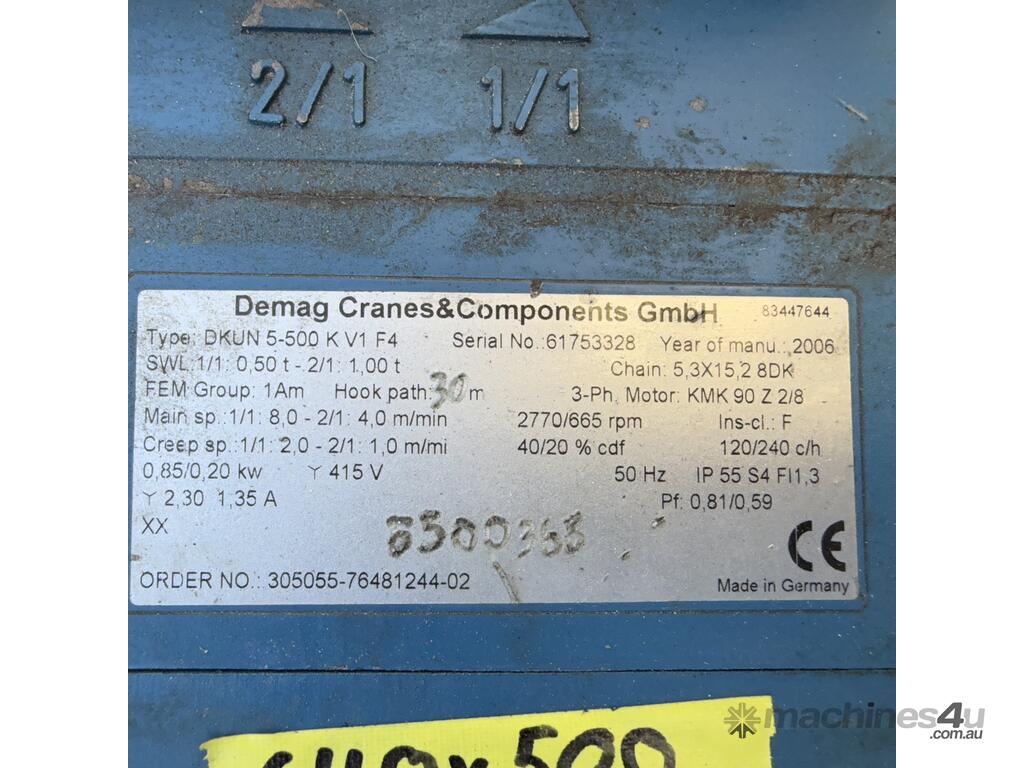 2/1 1/1
Demag Cranes&Components GmbH 83447644
Type: DKUN 5-500 K V1 F4 Serial No.:61753328 Year of manu.: 2006
SWL:1/1: 0,50 t - 2/1: 1,00 t Chain: 5,3X15,2 8DK
FEM Group: 1Am Hook path:30 m 3-Ph. Motor: KMK 90 Z 2/8
Main sp.:1/1: 8,0 - 2/1: 4,0 m/min 2770/665 rpm Ins-cl.: F
Creep sp.:1/1: 2,0 - 2/1: 1,0 m/mi 40/20 % cdf 120/240 c/h
0,85/0,20 kw Y 415 V 50 Hz IP 55 S4 FI1,3
Y 2,30 1,35 A Pf: 0,81/0,59
XX
CE
ORDER NO.: 305055-76481244-02 Made in Germany
500
machines4u
.com.au